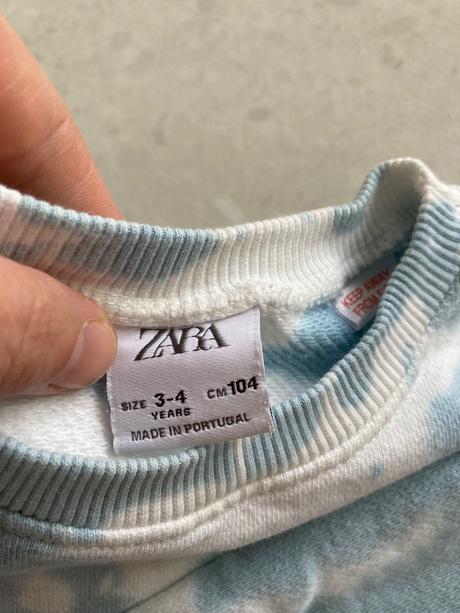 ZARA
SIZE 3-4 CM 104
YEARS
MADE IN PORTUGAL
KEEP AWAY
FROM